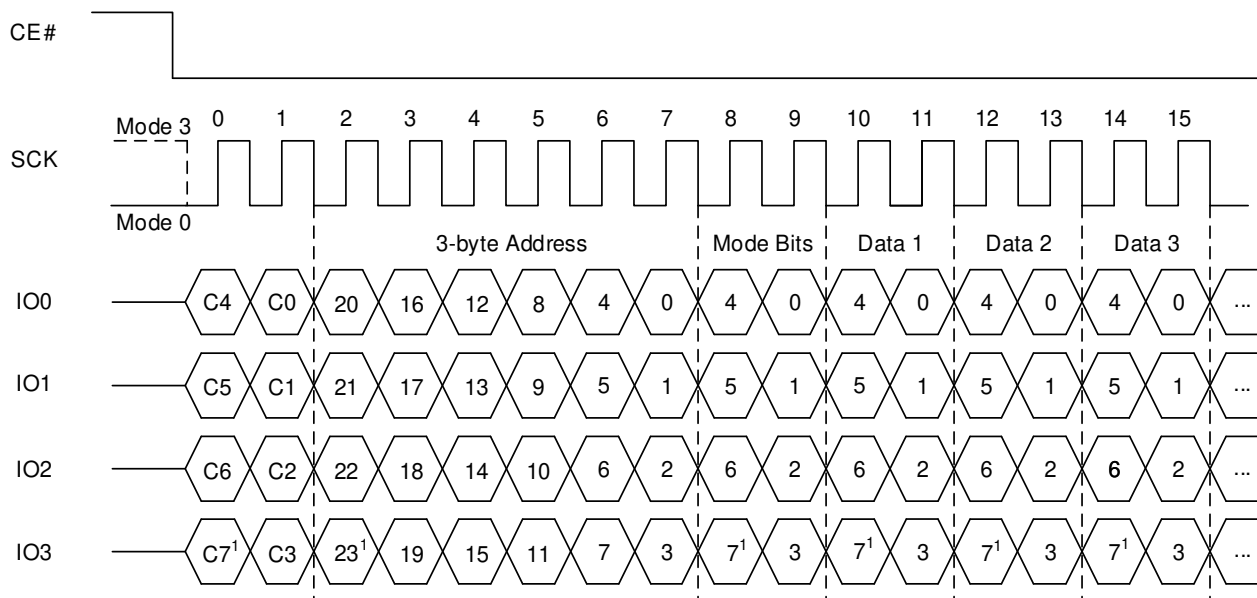 CE#
Mode 3 0 1 2 3 4 5 6 7 8 9 10 11 12 13 14 15
SCK
Mode 0
3-byte Address Mode Bits Data 1 Data 2 Data 3
IO0 C4 C0 20 16 12 8 4 0 4 0 4 0 4 0 4 0 ...
IO1 C5 C1 21 17 13 9 5 1 5 1 5 1 5 1 5 1 ...
IO2 C6 C2 22 18 14 10 6 2 6 2 6 2 6 2 6 2 ...
IO3 C7¹ C3 23¹ 19 15 11 7 3 7¹ 3 7¹ 3 7¹ 3 7¹ 3 ...